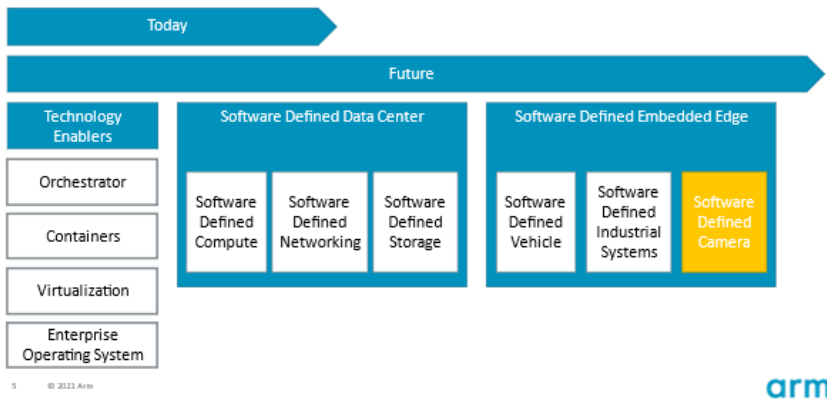 Today
Future
Technology
Enablers
Orchestrator
Containers
Virtualization
Enterprise
Operating System
Software Defined Data Center
Software
Defined
Compute
Software
Defined
Networking
Software
Defined
Storage
Software Defined Embedded Edge
Software
Defined
Vehicle
Software
Defined
Industrial
Systems
Software
Defined
Camera
5 © 2021 Arm
arm